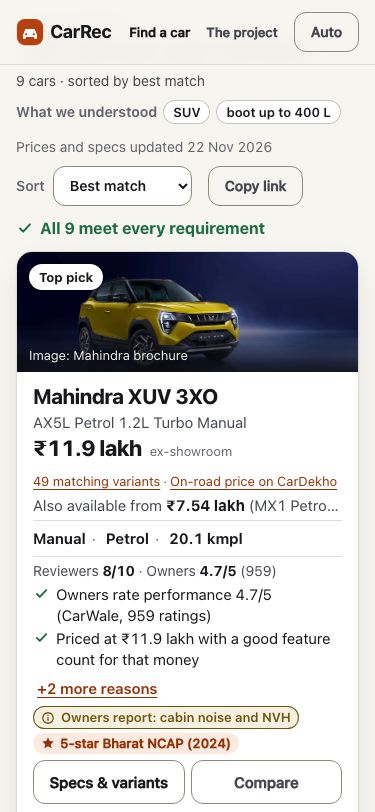 CarRec Find a car The project Auto
9 cars · sorted by best match
What we understood SUV boot up to 400 L
Prices and specs updated 22 Nov 2026
Sort Best match Copy link
All 9 meet every requirement
Top pick
Image: Mahindra brochure
Mahindra XUV 3XO
AX5L Petrol 1.2L Turbo Manual
₹11.9 lakh ex-showroom
49 matching variants · On-road price on CarDekho
Also available from ₹7.54 lakh (MX1 Petro...
Manual · Petrol · 20.1 kmpl
Reviewers 8/10 · Owners 4.7/5 (959)
Owners rate performance 4.7/5
(CarWale, 959 ratings)
Priced at ₹11.9 lakh with a good feature
count for that money
+2 more reasons
Owners report: cabin noise and NVH
5-star Bharat NCAP (2024)
Specs & variants Compare